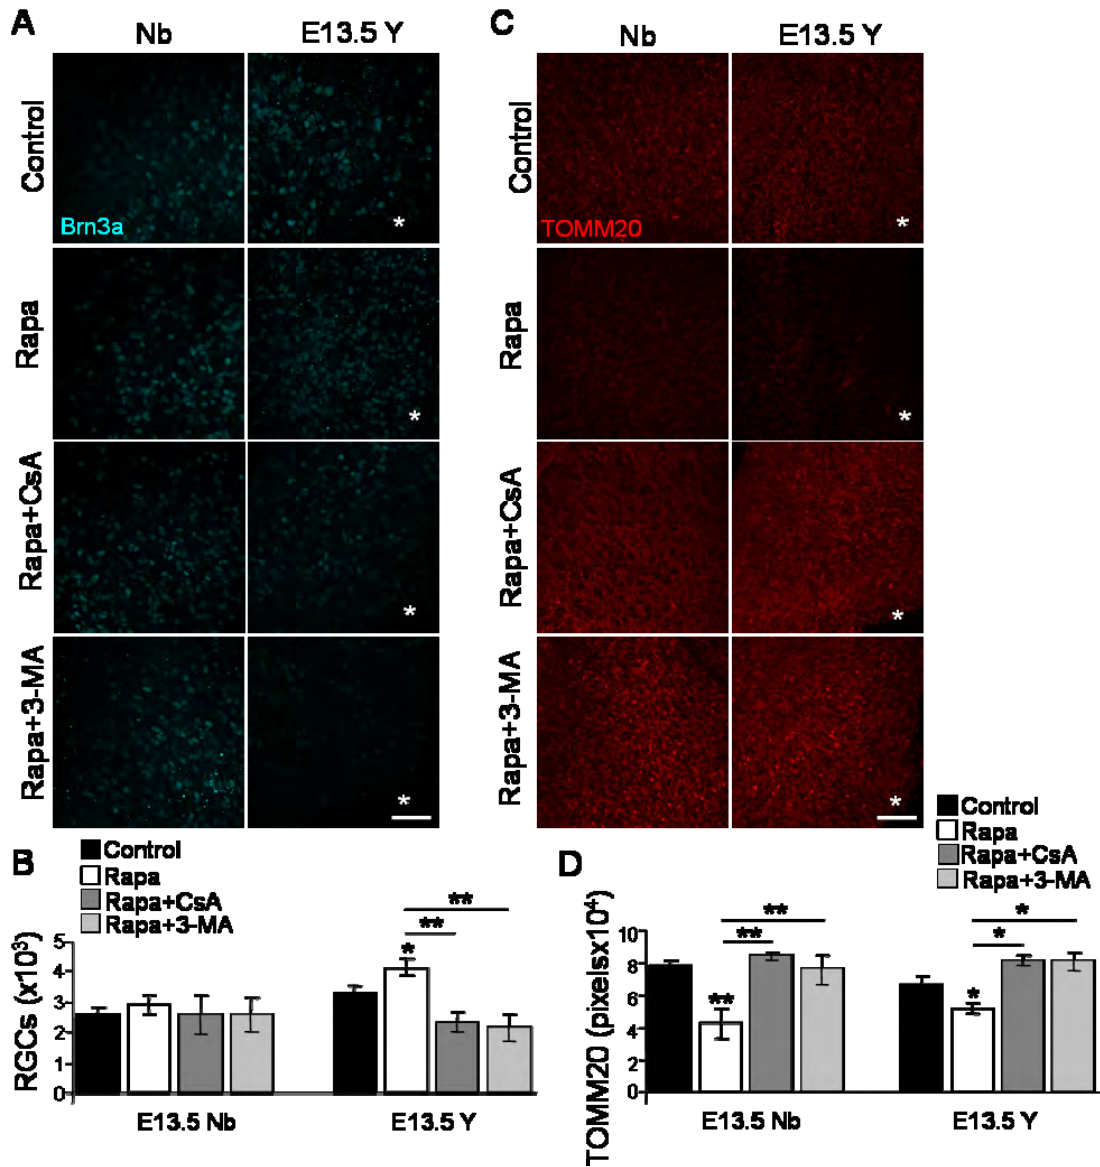 A
Nb
E13.5 Y
C
Nb
E13.5 Y
Control
Brn3a
*
Control
TOMM20
*
Rapa
*
Rapa
*
Rapa+CsA
*
Rapa+CsA
*
Rapa+3-MA
*
Rapa+3-MA
*
B
Control
Rapa
Rapa+CsA
Rapa+3-MA
RGCs (x10³)
5
4
3
2
1
0
*
**
**
E13.5 Nb
E13.5 Y
D
Control
Rapa
Rapa+CsA
Rapa+3-MA
TOMM20 (pixelsx10⁴)
10
8
6
4
2
0
**
**
**
*
*
*
E13.5 Nb
E13.5 Y